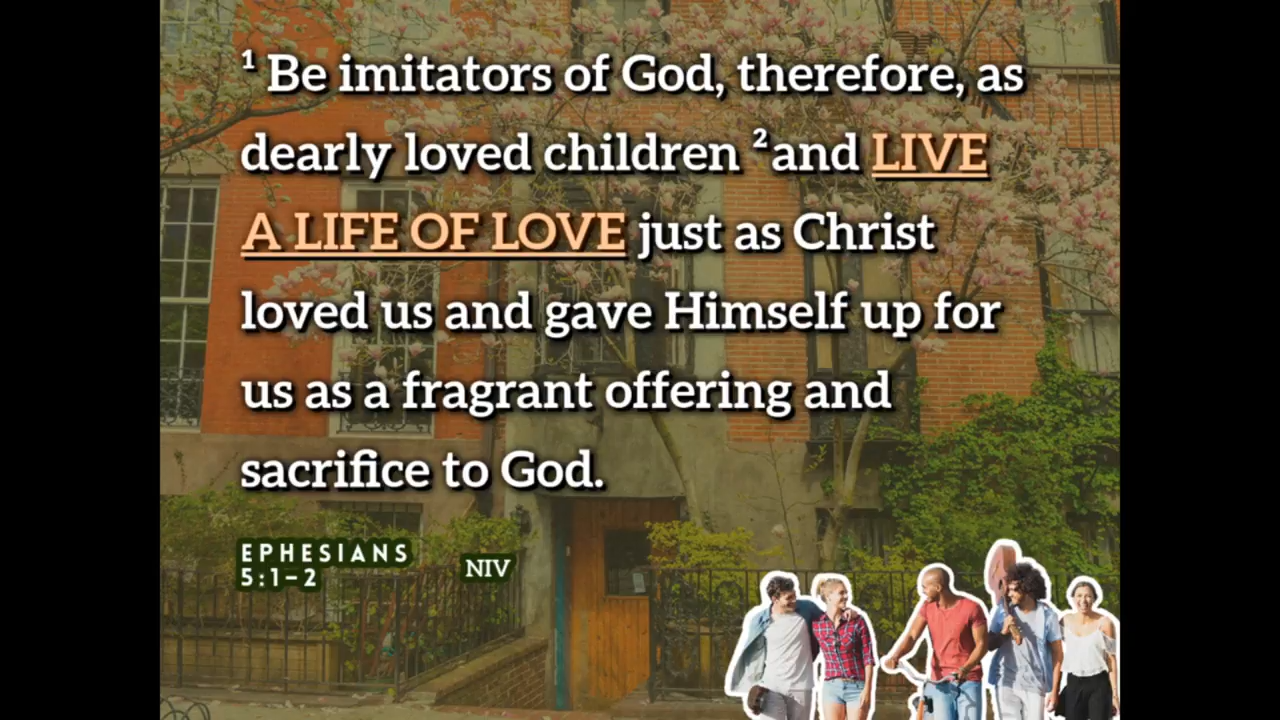 ¹ Be imitators of God, therefore, as
dearly loved children ²and LIVE
A LIFE OF LOVE just as Christ
loved us and gave Himself up for
us as a fragrant offering and
sacrifice to God.
EPHESIANS
5:1–2
NIV